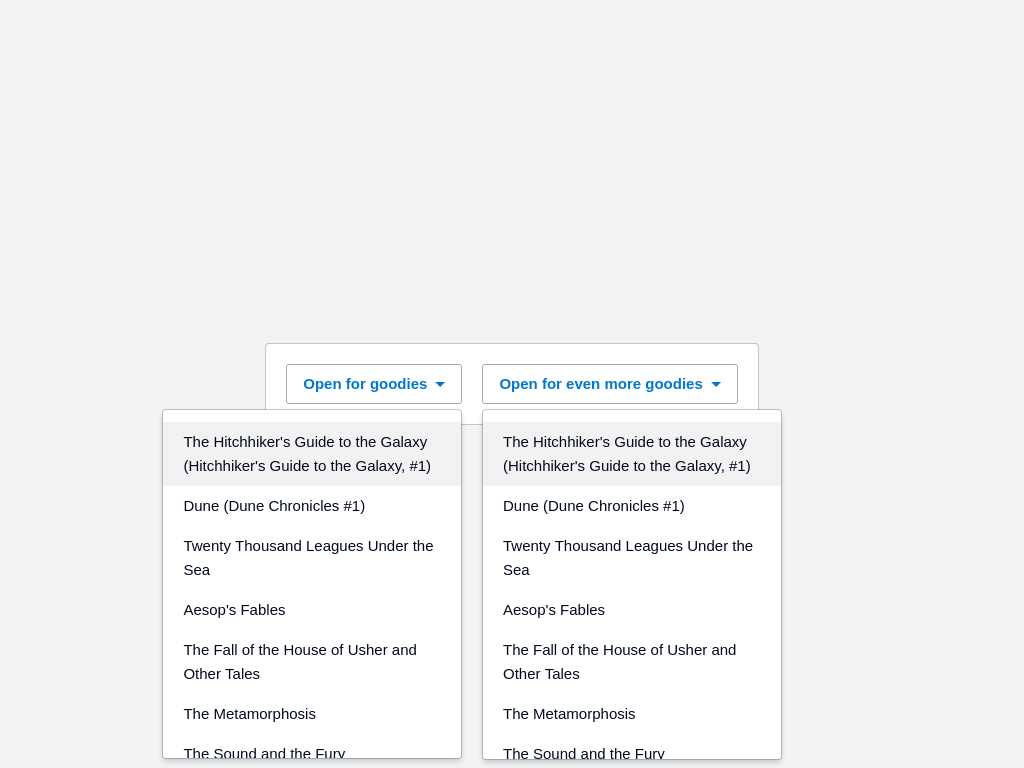 Open for goodies
Open for even more goodies
The Hitchhiker's Guide to the Galaxy
(Hitchhiker's Guide to the Galaxy, #1)
Dune (Dune Chronicles #1)
Twenty Thousand Leagues Under the
Sea
Aesop's Fables
The Fall of the House of Usher and
Other Tales
The Metamorphosis
The Sound and the Fury
The Hitchhiker's Guide to the Galaxy
(Hitchhiker's Guide to the Galaxy, #1)
Dune (Dune Chronicles #1)
Twenty Thousand Leagues Under the
Sea
Aesop's Fables
The Fall of the House of Usher and
Other Tales
The Metamorphosis
The Sound and the Fury